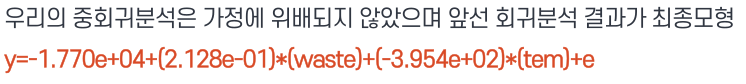 우리의 중회귀분석은 가정에 위배되지 않았으며 앞선 회귀분석 결과가 최종모형
y=-1.770e+04+(2.128e-01)*(waste)+(-3.954e+02)*(tem)+e